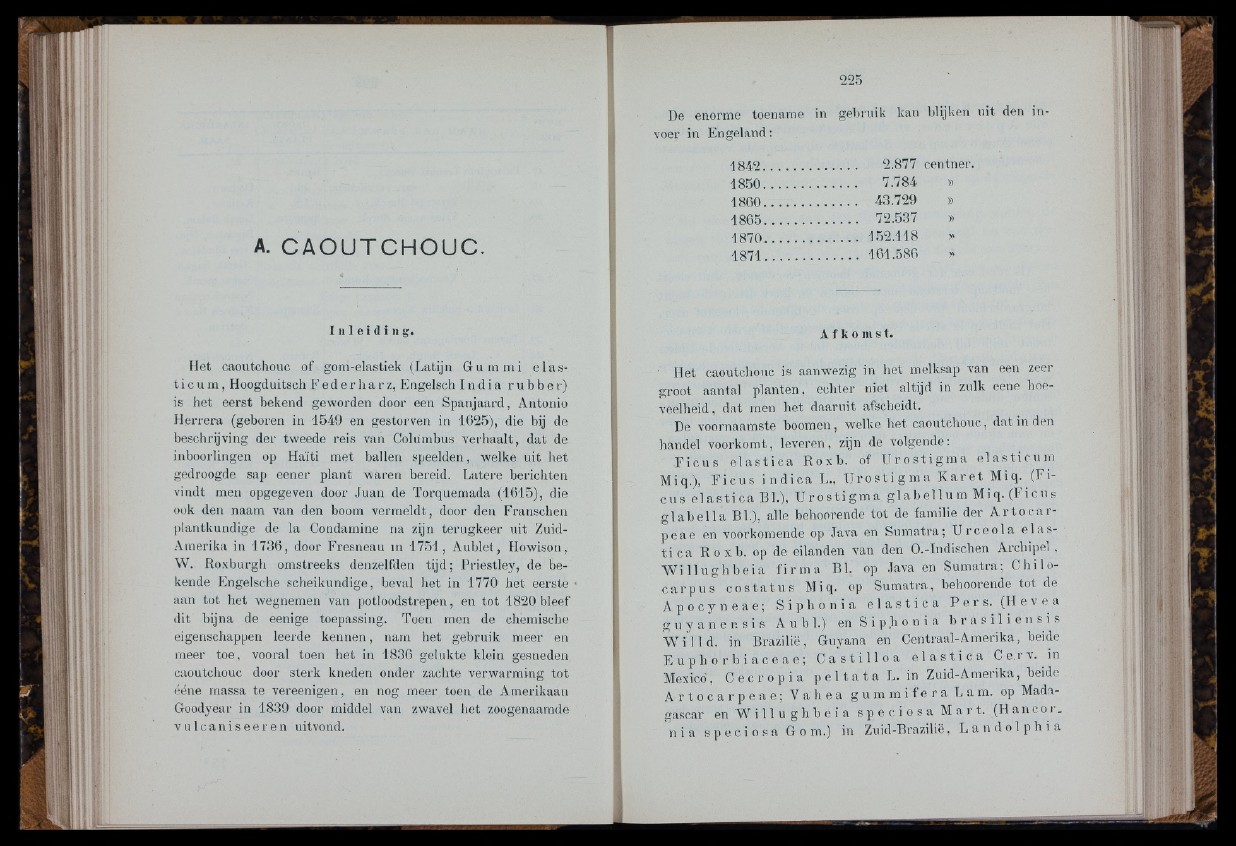 A. CAOUTCHOUC.
Inleiding.
Het caoutchouc of gom-elastiek (Latijn Gummi elas-
ticum, Hoogduitsch Federharz, Engelsch India rubber)
is het eerst bekend geworden door een Spanjaard, Antonio
Herrera (geboren in 1549 en gestorven in 1625), die bij de
beschrijving der tweede reis van Columbus verhaalt, dat de
inboorlingen op Haïti met ballen speelden, welke uit het
gedroogde sap eener plant waren bereid. Latere berichten
vindt men opgegeven door Juan de Torquemada (1615), die
ook den naam van den boom vermeldt, door den Franschen
plantkundige de la Condamine na zijn terugkeer uit Zuid-
Amerika in 1736, door Fresneau in 1751, Aublet, Howison,
W. Roxburgh omstreeks denzelfden tijd; Priestley, de be-
kende Engelsche scheikundige, beval het in 1770 het eerste
aan tot het wegnemen van potloodstrepen, en tot 1820 bleef
dit bijna de eenige toepassing. Toen men de chemische
eigenschappen leerde kennen, nam het gebruik meer en
meer toe, vooral toen het in 1836 gelukte klein gesneden
caoutchouc door sterk kneden onder zachte verwarming tot
ééne massa te vereenigen, en nog meer toen de Amerikaan
Goodyear in 1839 door middel van zwavel het zoogenaamde
vulcaniseeren uitvond.
225
De enorme toename in gebruik kan blijken uit den in-
voer in Engeland:
1842.............. 2.877 centner.
1850.............. 7.784 »
1860.............. 43.729 »
1865.............. 72.537 »
1870.............. 152.118 »
1871.............. 161.586 »
Afkomst.
Het caoutchouc is aanwezig in het melksap van een zeer
groot aantal planten, echter niet altijd in zulk eene hoe-
veelheid, dat men het daaruit afscheidt.
De voornaamste boomen, welke het caoutchouc, dat in den
handel voorkomt, leveren, zijn de volgende:
Ficus elastica Roxb. of Urostigma elasticum
Miq.), Ficus indica L., Urostigma Karet Miq. (Fi-
cus elastica Bl.), Urostigma glabellum Miq. (Ficus
glabella Bl.), alle behoorende tot de familie der Artocar-
peae en voorkomende op Java en Sumatra; Urceola elas-
tica Roxb. op de eilanden van den O.-Indischen Archipel,
Willughbeia firma Bl. op Java en Sumatra; Chilo-
carpus costatus Miq. op Sumatra, behoorende tot de
Apocyneae; Siphonia elastica Pers. (Hevea
guyanensis Aubl.) en Siphonia brasiliensis
Willd. in Brazilië, Guyana en Centraal-Amerika, beide
Euphorbiaceae; Castilloa elastica Cerv. in
Mexico, Cecropia peltata L. in Zuid-Amerika, beide
Artocarpeae; Vahea gummifera Lam. op Mada-
gascar en Willughbeia speciosa Mart. (Hancor-
nia speciosa Gom.) in Zuid-Brazilië, Landolphia